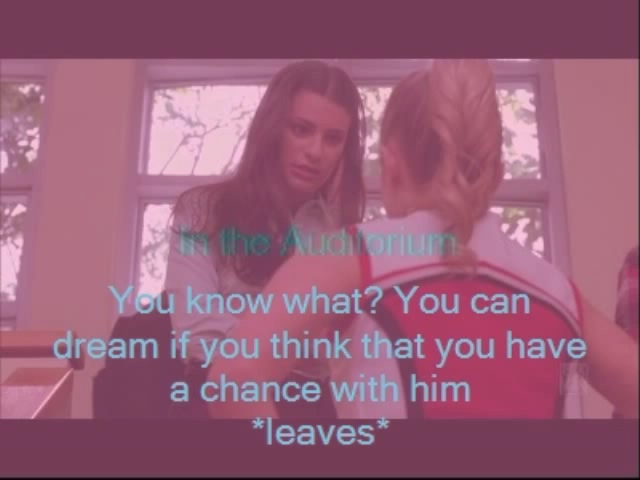 In the Auditorium
You know what? You can
dream if you think that you have
a chance with him
*leaves*